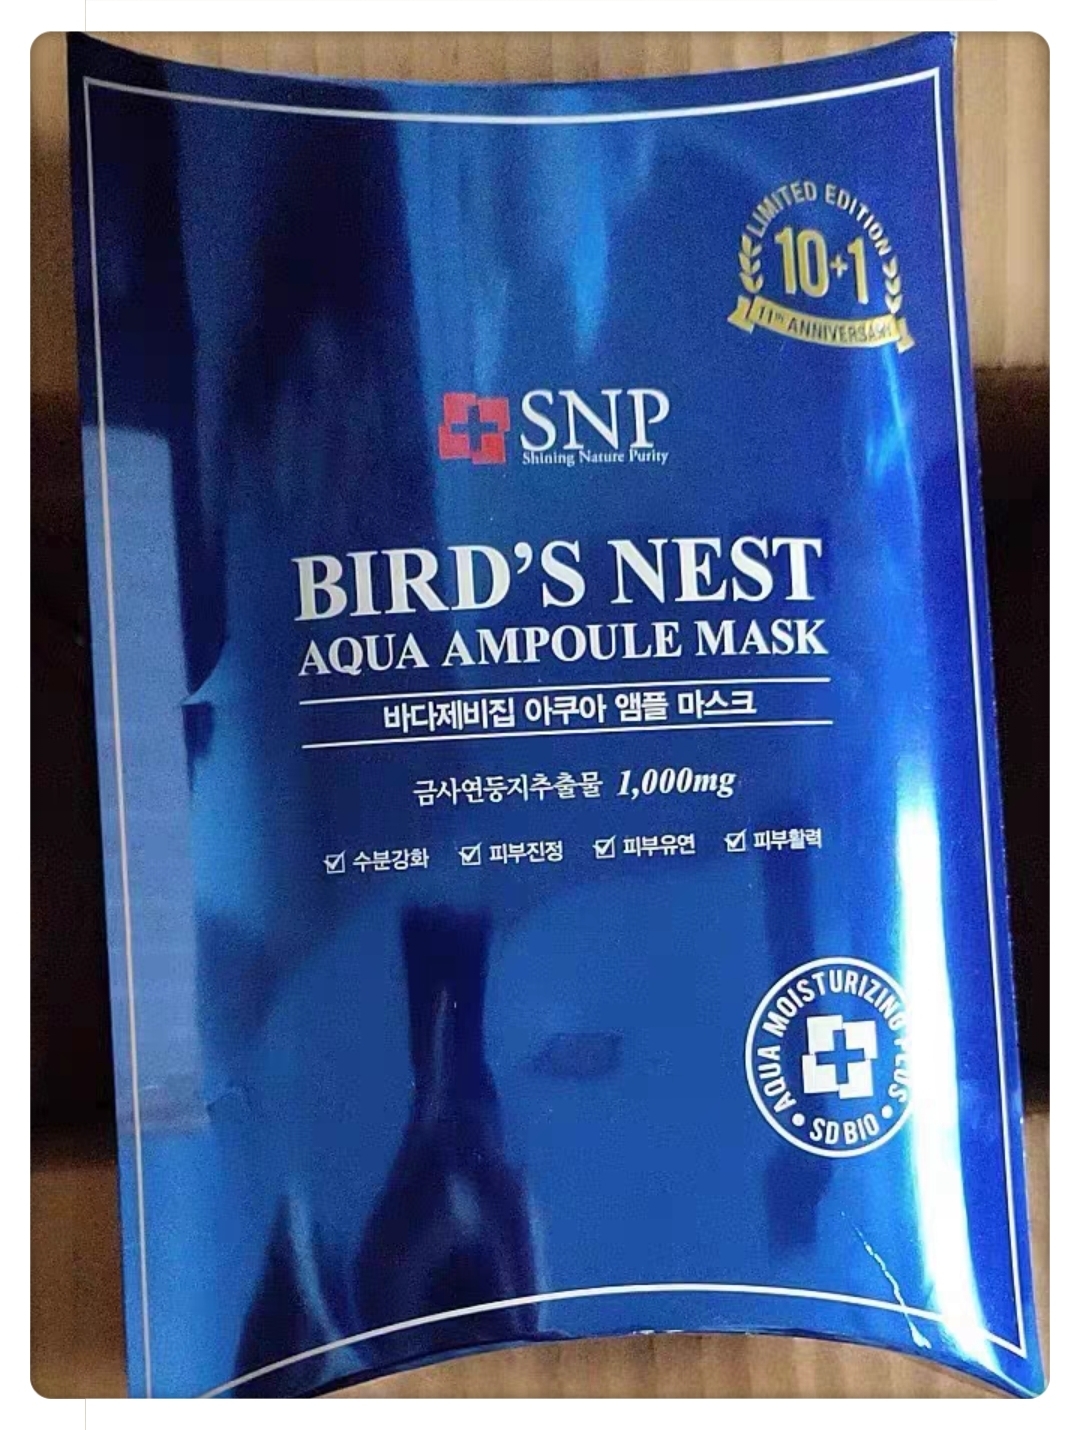 LIMITED EDITION
10+1
11th ANNIVERSARY
SNP
Shining Nature Purity
BIRD'S NEST
AQUA AMPOULE MASK
바다제비집 아쿠아 앰플 마스크
금사연둥지추출물 1,000mg
☑ 수분강화 ☑ 피부진정 ☑ 피부유연 ☑ 피부활력
AQUA MOISTURIZING PLUS
• SD BIO •